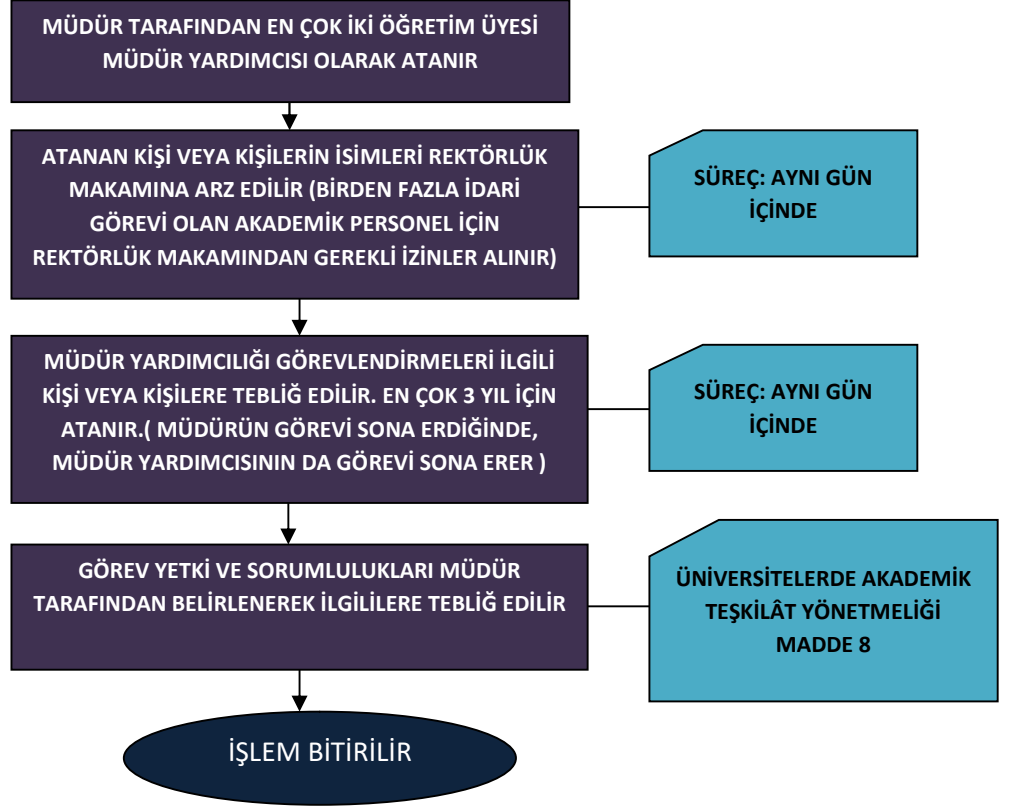 MÜDÜR TARAFINDAN EN ÇOK İKİ ÖĞRETİM ÜYESİ
MÜDÜR YARDIMCISI OLARAK ATANIR
ATANAN KİŞİ VEYA KİŞİLERİN İSİMLERİ REKTÖRLÜK
MAKAMINA ARZ EDİLİR (BİRDEN FAZLA İDARİ
GÖREVİ OLAN AKADEMİK PERSONEL İÇİN
REKTÖRLÜK MAKAMINDAN GEREKLİ İZİNLER ALINIR)
SÜREÇ: AYNI GÜN
İÇİNDE
MÜDÜR YARDIMCILIĞI GÖREVLENDİRMELERİ İLGİLİ
KİŞİ VEYA KİŞİLERE TEBLİĞ EDİLİR. EN ÇOK 3 YIL İÇİN
ATANIR.( MÜDÜRÜN GÖREVİ SONA ERDİĞİNDE,
MÜDÜR YARDIMCISININ DA GÖREVİ SONA ERER )
SÜREÇ: AYNI GÜN
İÇİNDE
GÖREV YETKİ VE SORUMLULUKLARI MÜDÜR
TARAFINDAN BELİRLENEREK İLGİLİLERE TEBLİĞ EDİLİR
ÜNİVERSİTELERDE AKADEMİK
TEŞKİLÂT YÖNETMELİĞİ
MADDE 8
İŞLEM BİTİRİLİR